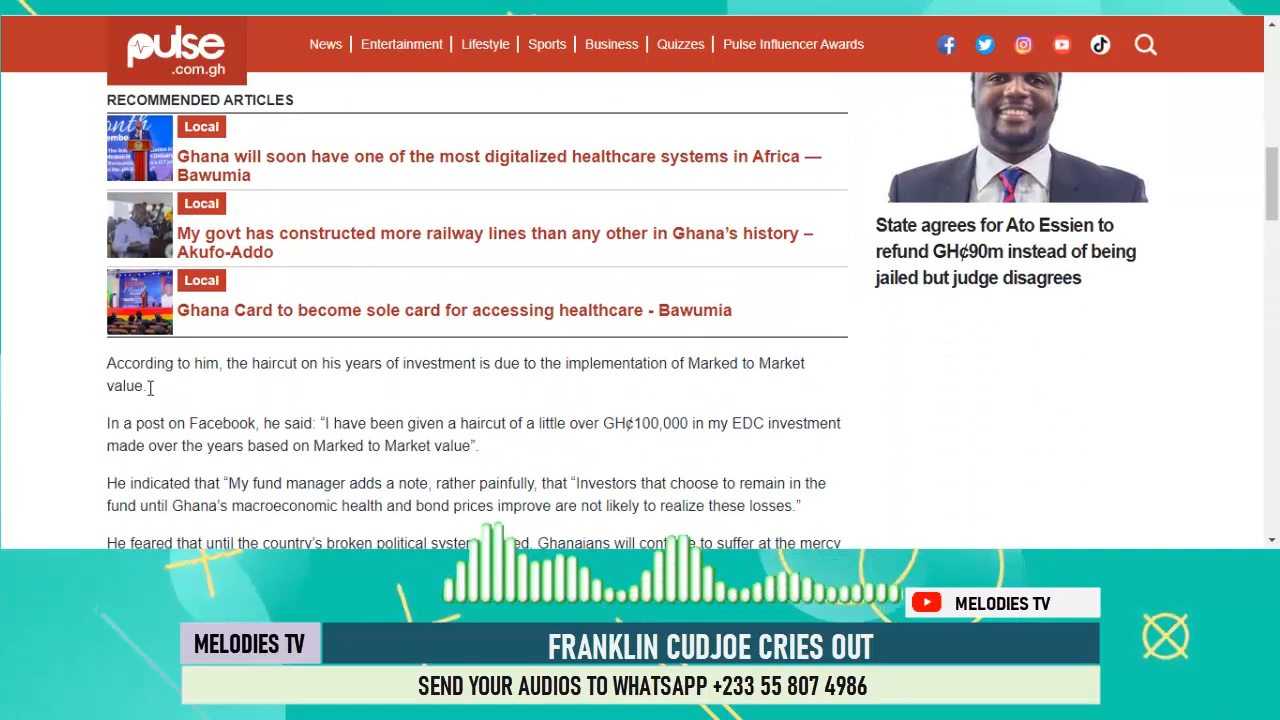 pulse
.com.gh
News
Entertainment
Lifestyle
Sports
Business
Quizzes
Pulse Influencer Awards
RECOMMENDED ARTICLES
Local
Ghana will soon have one of the most digitalized healthcare systems in Africa —
Bawumia
Local
My govt has constructed more railway lines than any other in Ghana’s history –
Akufo-Addo
Local
Ghana Card to become sole card for accessing healthcare - Bawumia
According to him, the haircut on his years of investment is due to the implementation of Marked to Market
value.
In a post on Facebook, he said: “I have been given a haircut of a little over GH¢100,000 in my EDC investment
made over the years based on Marked to Market value”.
He indicated that “My fund manager adds a note, rather painfully, that “Investors that choose to remain in the
fund until Ghana’s macroeconomic health and bond prices improve are not likely to realize these losses.”
He feared that until the country’s broken political system Ghanaians will to suffer at the mercy
State agrees for Ato Essien to
refund GH¢90m instead of being
jailed but judge disagrees
MELODIES TV
MELODIES TV
FRANKLIN CUDJOE CRIES OUT
SEND YOUR AUDIOS TO WHATSAPP +233 55 807 4986